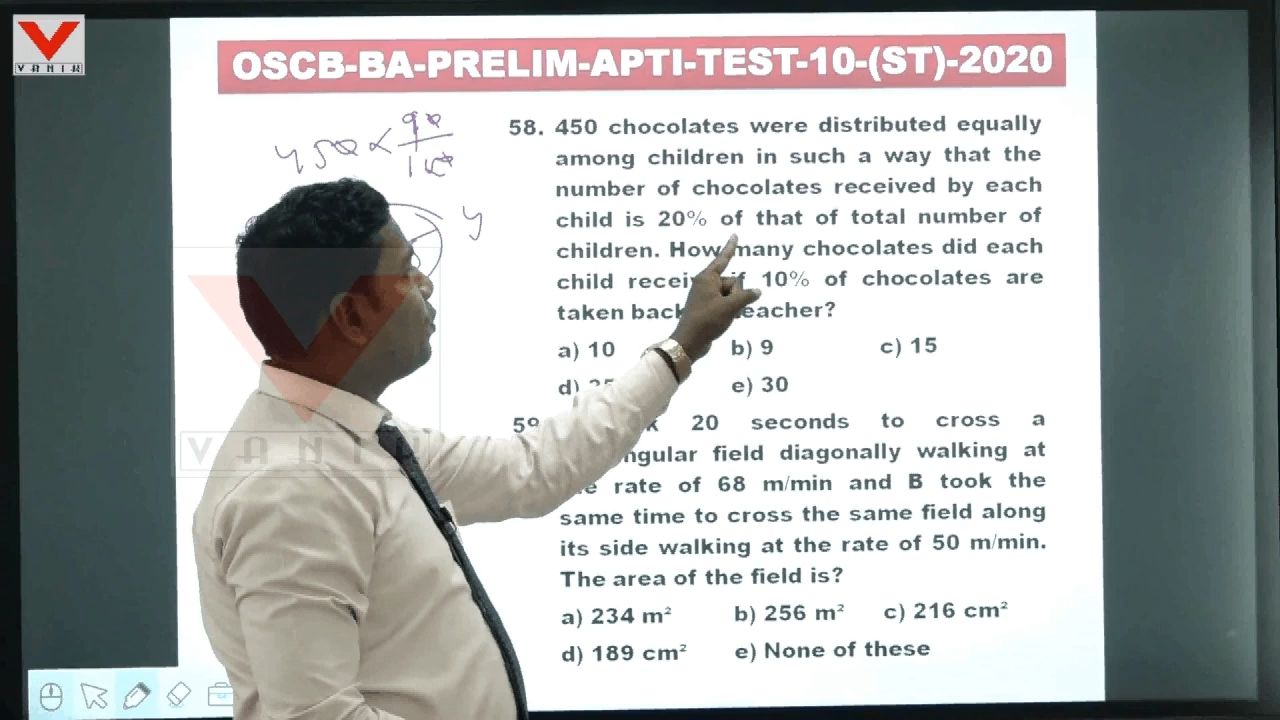 VANIK
OSCB-BA-PRELIM-APTI-TEST-10-(ST)-2020
450 × 90
100
y
58. 450 chocolates were distributed equally
among children in such a way that the
number of chocolates received by each
child is 20% of that of total number of
children. How many chocolates did each
child 10% of chocolates are
taken back
a) 10 b) 9 c) 15
d) e) 30
20 seconds to cross a
field diagonally walking at
rate of 68 m/min and B took the
same time to cross the same field along
its side walking at the rate of 50 m/min.
The area of the field is?
a) 234 m² b) 256 m² c) 216 cm²
d) 189 cm² e) None of these
VANIK